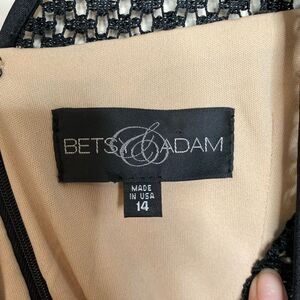 BETSY & ADAM
MADE
IN USA
14